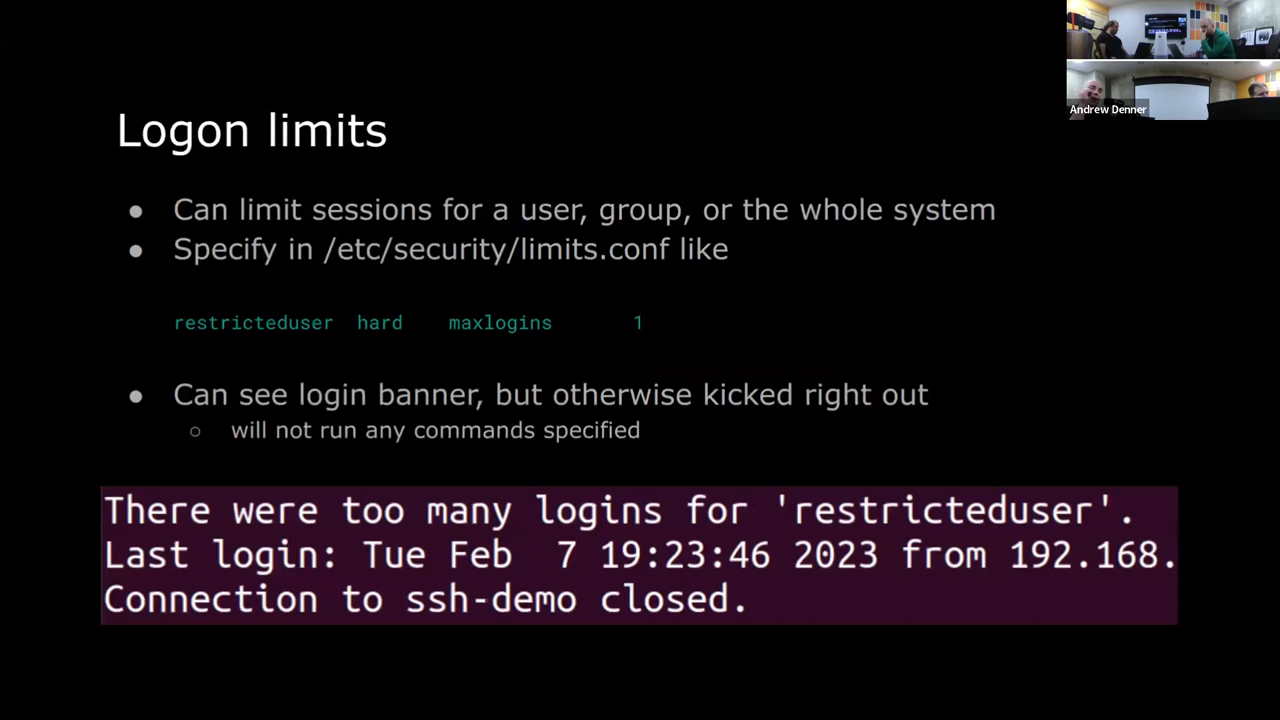 Andrew Denner
Logon limits
● Can limit sessions for a user, group, or the whole system
● Specify in /etc/security/limits.conf like
restricteduser hard maxlogins 1
● Can see login banner, but otherwise kicked right out
○ will not run any commands specified
There were too many logins for 'restricteduser'.
Last login: Tue Feb  7 19:23:46 2023 from 192.168.
Connection to ssh-demo closed.